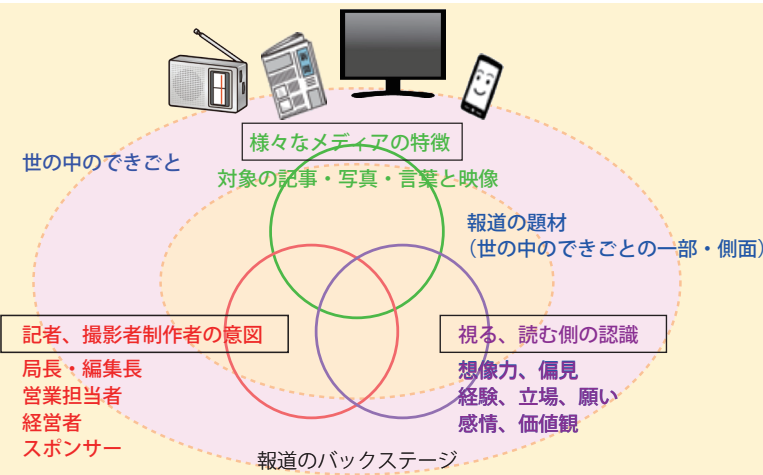 様々なメディアの特徴
世の中のできごと
対象の記事・写真・言葉と映像
報道の題材
(世の中のできごとの一部・側面)
記者、撮影者制作者の意図
局長・編集長
営業担当者
経営者
スポンサー
視る、読む側の認識
想像力、偏見
経験、立場、願い
感情、価値観
報道のバックステージ